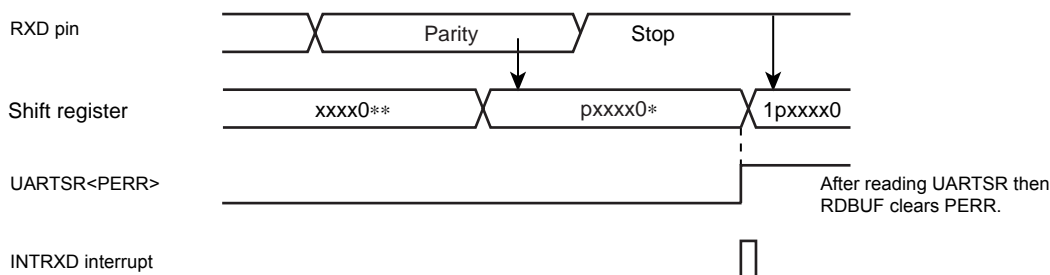 RXD pin
Parity
Stop
Shift register
xxxx0**
pxxxx0*
1pxxxx0
UARTSR<PERR>
After reading UARTSR then
RDBUF clears PERR.
INTRXD interrupt